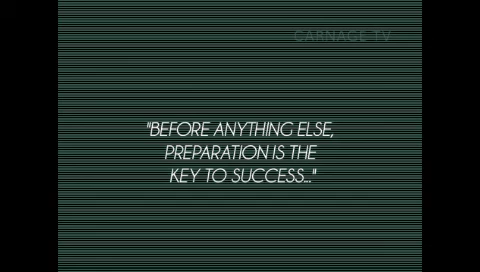 CARNAGE TV
"BEFORE ANYTHING ELSE,
PREPARATION IS THE
KEY TO SUCCESS..."